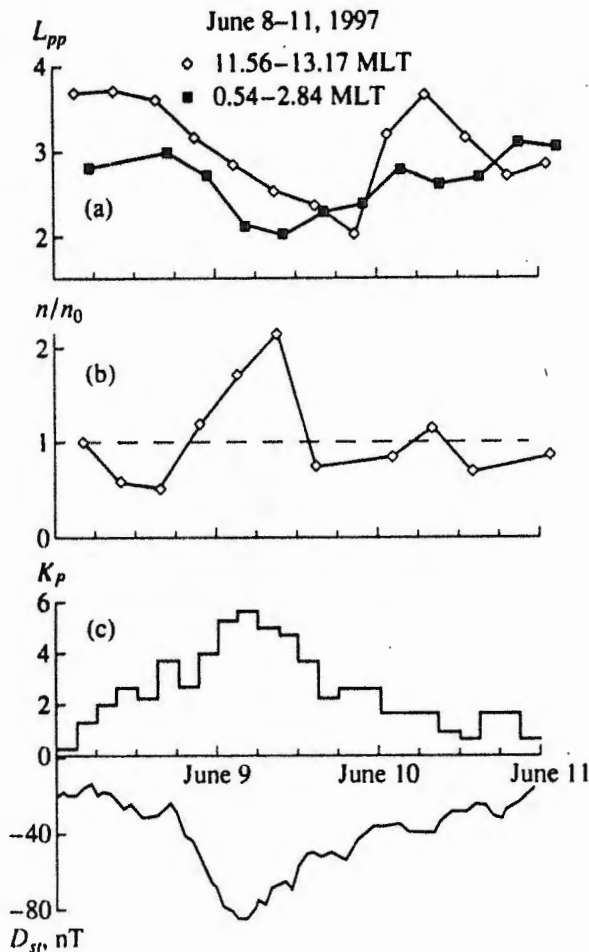 June 8–11, 1997
L_pp
4
◇ 11.56–13.17 MLT
■ 0.54–2.84 MLT
3
(a)
2
n/n_0
2
(b)
1
0
K_P
6
(c)
4
2
0
June 9 June 10 June 11
−40
−80
D_st, nT